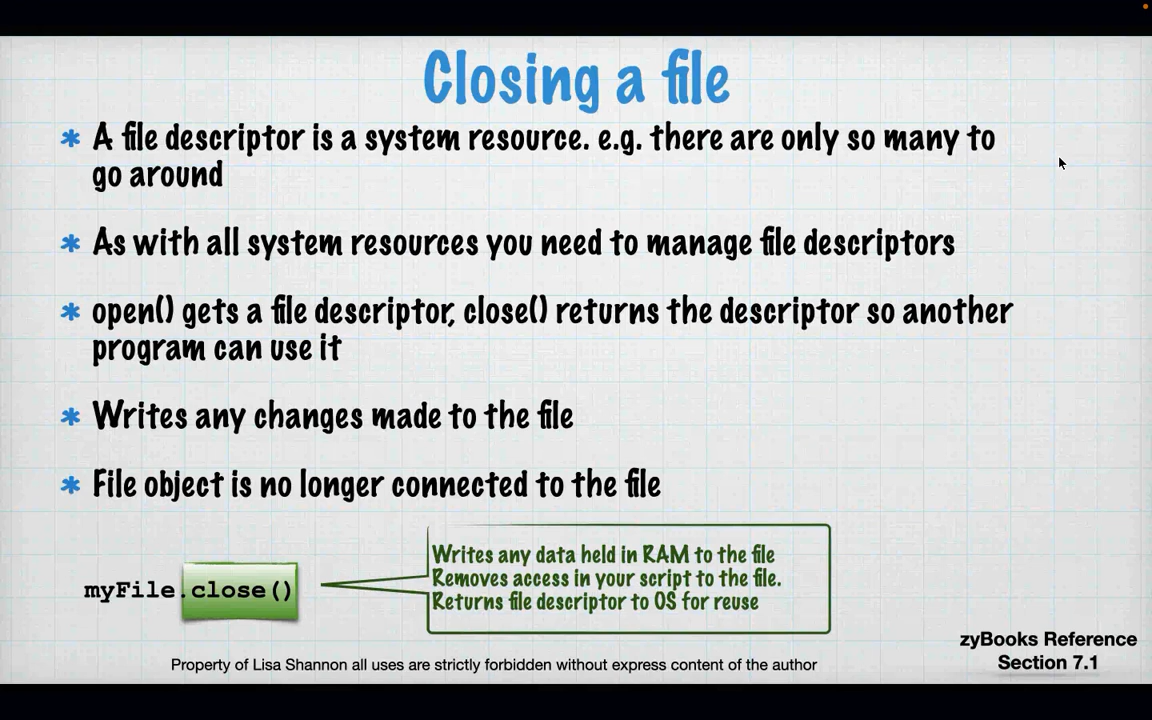 Closing a file
* A file descriptor is a system resource. e.g. there are only so many to
go around
* As with all system resources you need to manage file descriptors
* open() gets a file descriptor, close() returns the descriptor so another
program can use it
* Writes any changes made to the file
* File object is no longer connected to the file
myFile.close()
Writes any data held in RAM to the file
Removes access in your script to the file.
Returns file descriptor to OS for reuse
zyBooks Reference
Section 7.1
Property of Lisa Shannon all uses are strictly forbidden without express content of the author